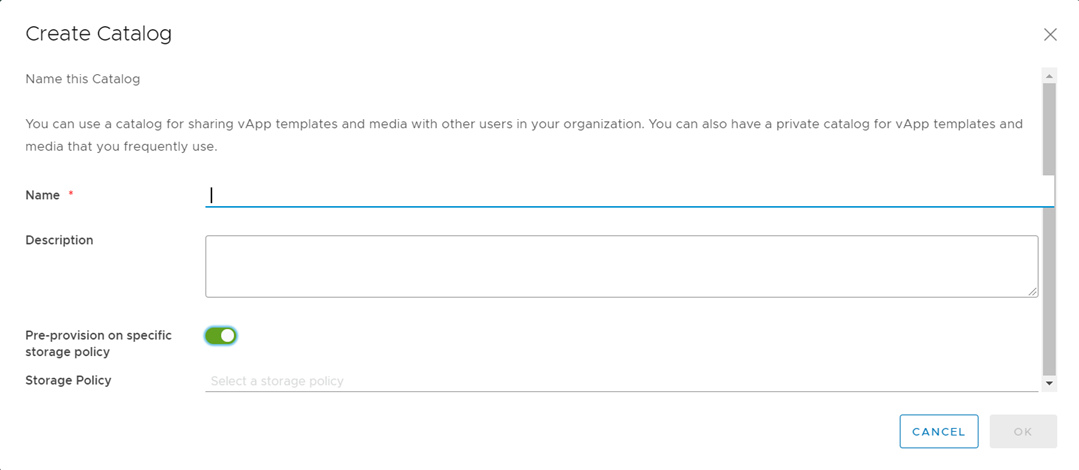 Create Catalog
Name this Catalog
You can use a catalog for sharing vApp templates and media with other users in your organization. You can also have a private catalog for vApp templates and
media that you frequently use.
Name *
Description
Pre-provision on specific
storage policy
Storage Policy
Select a storage policy
CANCEL
OK